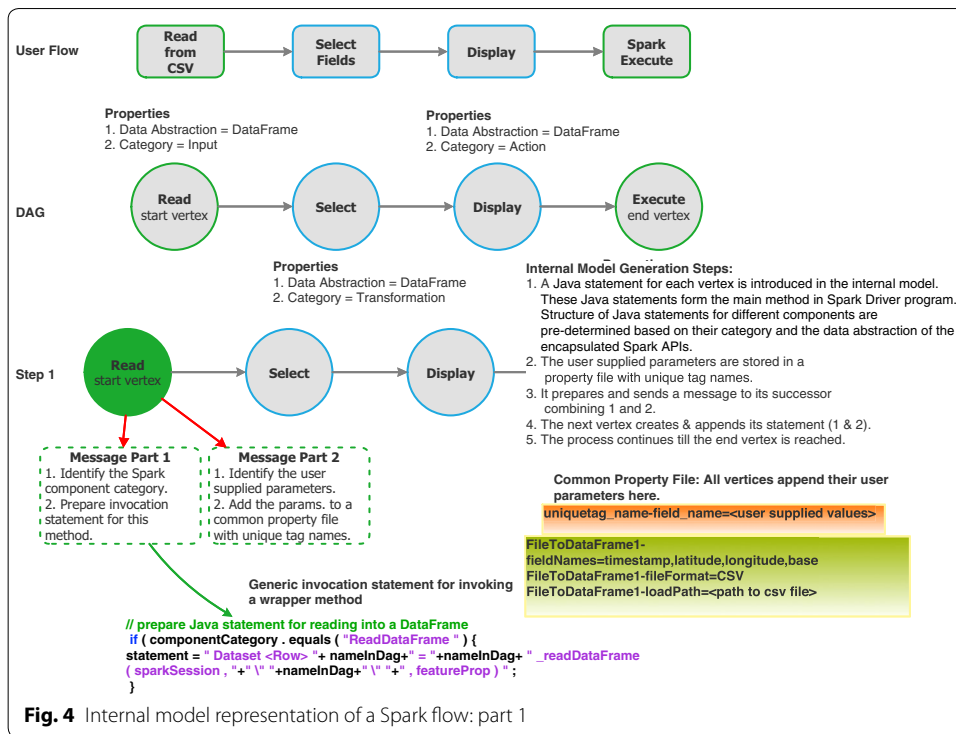 User Flow
Read
from
CSV
Select
Fields
Display
Spark
Execute
Properties
1. Data Abstraction = DataFrame
2. Category = Input
Properties
1. Data Abstraction = DataFrame
2. Category = Action
DAG
Read
start vertex
Select
Display
Execute
end vertex
Properties
1. Data Abstraction = DataFrame
2. Category = Transformation
Internal Model Generation Steps:
1. A Java statement for each vertex is introduced in the internal model.
These Java statements form the main method in Spark Driver program.
Structure of Java statements for different components are
pre-determined based on their category and the data abstraction of the
encapsulated Spark APIs.
2. The user supplied parameters are stored in a
property file with unique tag names.
3. It prepares and sends a message to its successor
combining 1 and 2.
4. The next vertex creates & appends its statement (1 & 2).
5. The process continues till the end vertex is reached.
Step 1
Read
start vertex
Select
Display
Message Part 1
1. Identify the Spark
component category.
2. Prepare invocation
statement for this
method.
Message Part 2
1. Identify the user
supplied parameters.
2. Add the params. to a
common property file
with unique tag names.
Common Property File: All vertices append their user
parameters here.
uniquetag_name-field_name=<user supplied values>
FileToDataFrame1-
fieldNames=timestamp,latitude,longitude,base
FileToDataFrame1-fileFormat=CSV
FileToDataFrame1-loadPath=<path to csv file>
Generic invocation statement for invoking
a wrapper method
// prepare Java statement for reading into a DataFrame
if ( componentCategory . equals ( "ReadDataFrame " ) {
statement = " Dataset <Row> "+ nameInDag+ " = "+nameInDag+ " _readDataFrame
( sparkSession , "+" \" "+nameInDag+" \" "+" , featureProp ) " ;
}
Fig. 4 Internal model representation of a Spark flow: part 1